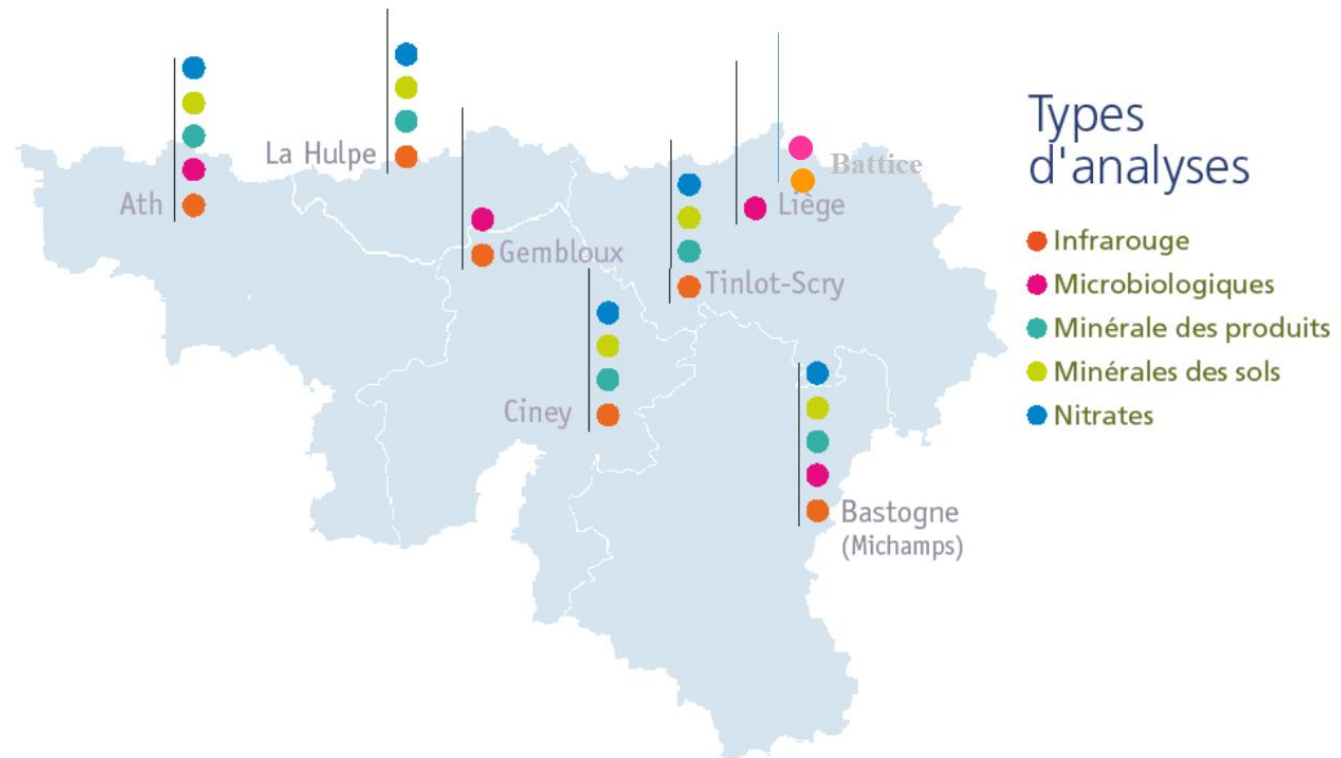 La Hulpe
Battice
Ath
Liège
Gembloux
Tinlot-Scry
Ciney
Bastogne
(Michamps)
Types
d'analyses
Infrarouge
Microbiologiques
Minérale des produits
Minérales des sols
Nitrates